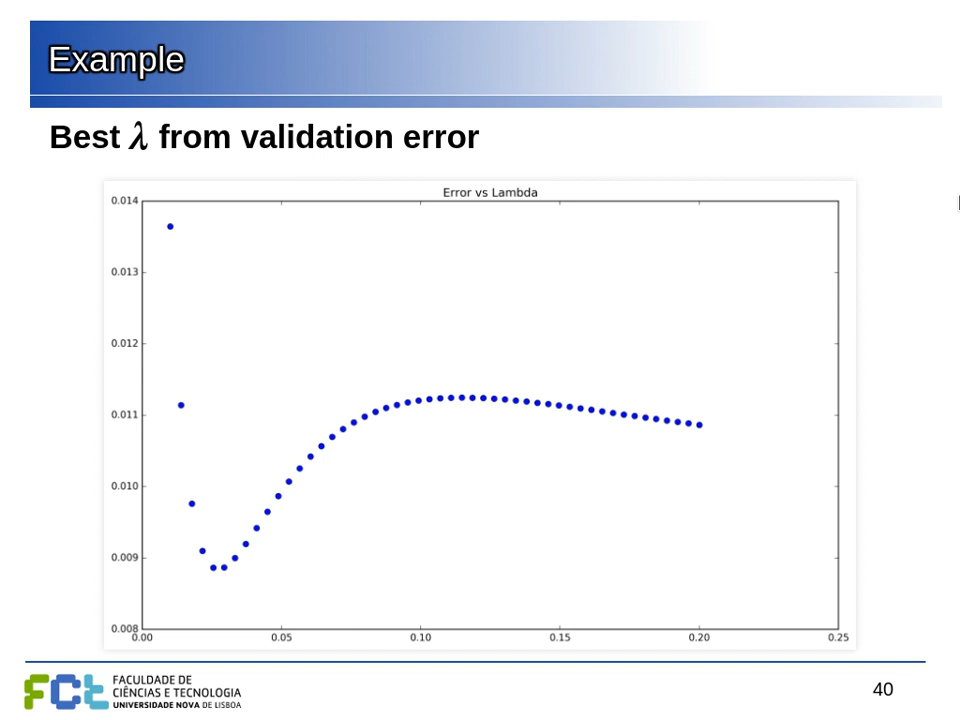 Example
Best λ from validation error
Error vs Lambda
0.014
0.013
0.012
0.011
0.010
0.009
0.008
0.00 0.05 0.10 0.15 0.20 0.25
FCT FACULDADE DE
CIÊNCIAS E TECNOLOGIA
UNIVERSIDADE NOVA DE LISBOA
40